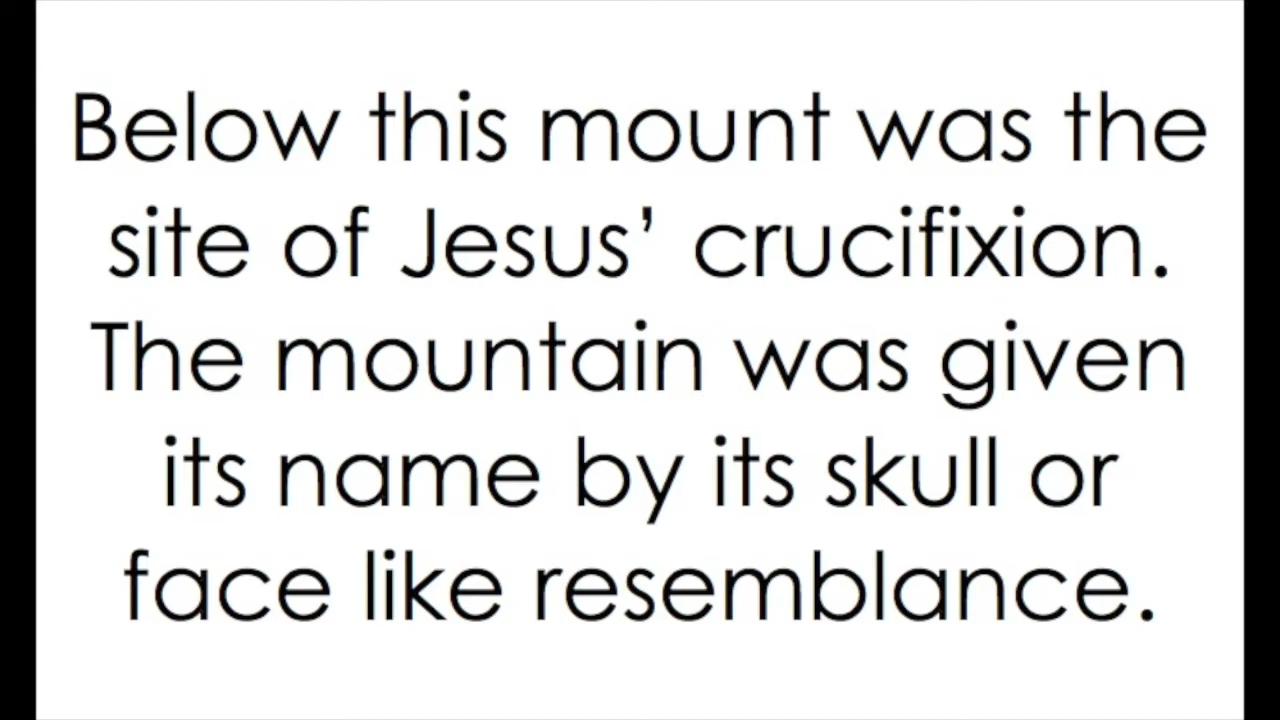 Below this mount was the
site of Jesus’ crucifixion.
The mountain was given
its name by its skull or
face like resemblance.